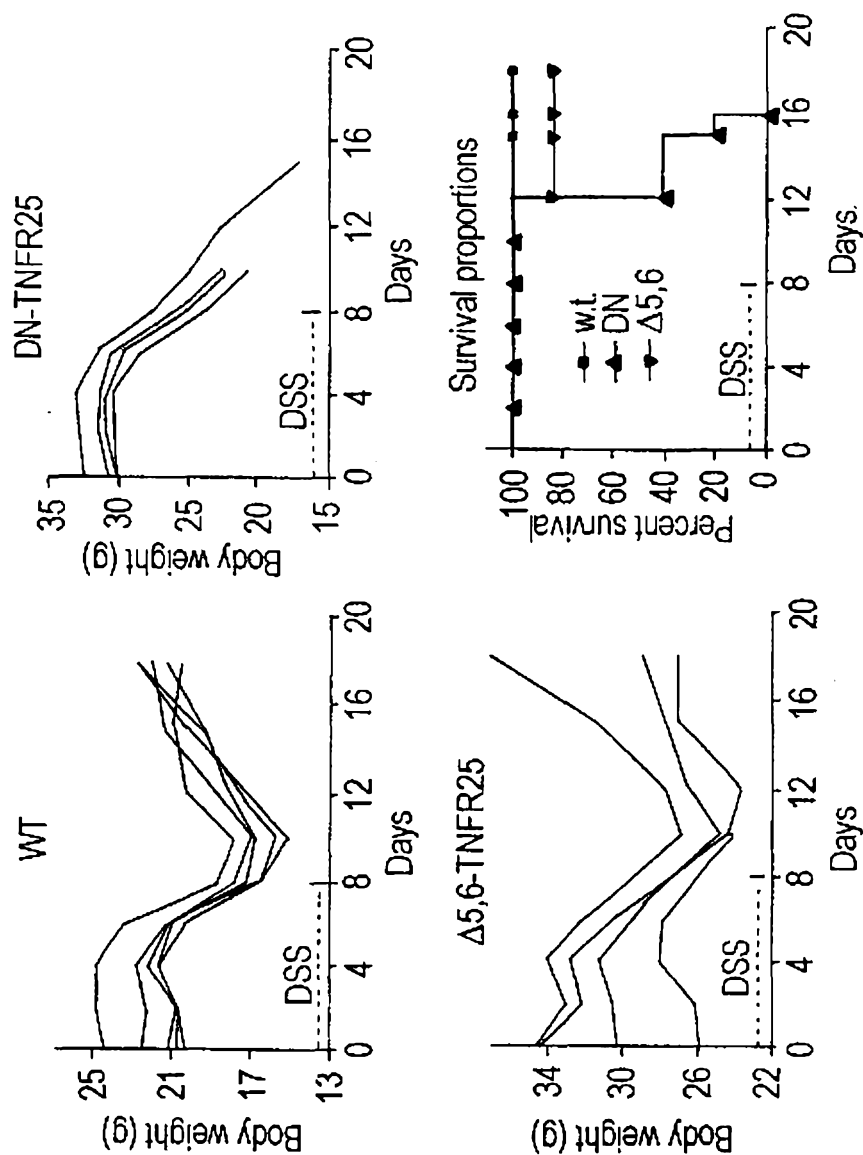 WT
25
21
17
13
Body weight (g)
DSS
0
4
8
12
16
20
Days
DN-TNFR25
35
30
25
20
15
Body weight (g)
DSS
0
4
8
12
16
20
Days
Δ5,6-TNFR25
34
30
26
22
Body weight (g)
DSS
0
4
8
12
16
20
Days
Survival proportions
100
80
60
40
20
0
Percent survival
w.t.
DN
Δ5,6
DSS
0
4
8
12
16
20
Days.